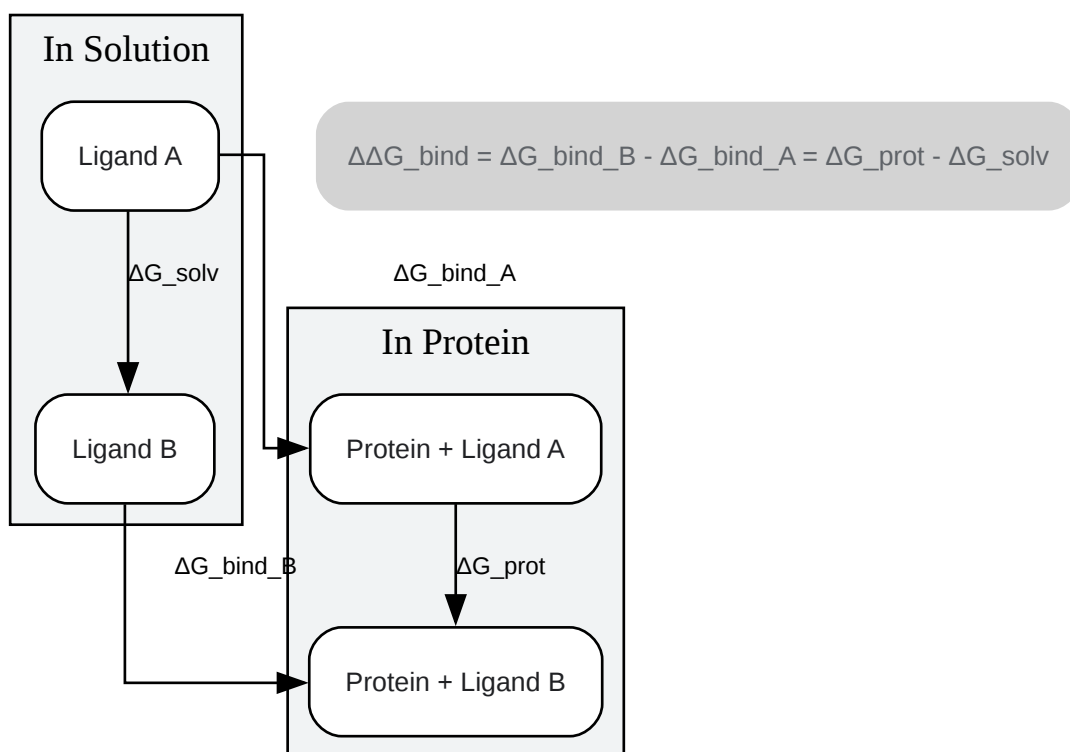 In Solution
Ligand A
ΔΔG_bind = ΔG_bind_B - ΔG_bind_A = ΔG_prot - ΔG_solv
ΔG_solv
ΔG_bind_A
In Protein
Ligand B
Protein + Ligand A
ΔG_bind_B
ΔG_prot
Protein + Ligand B